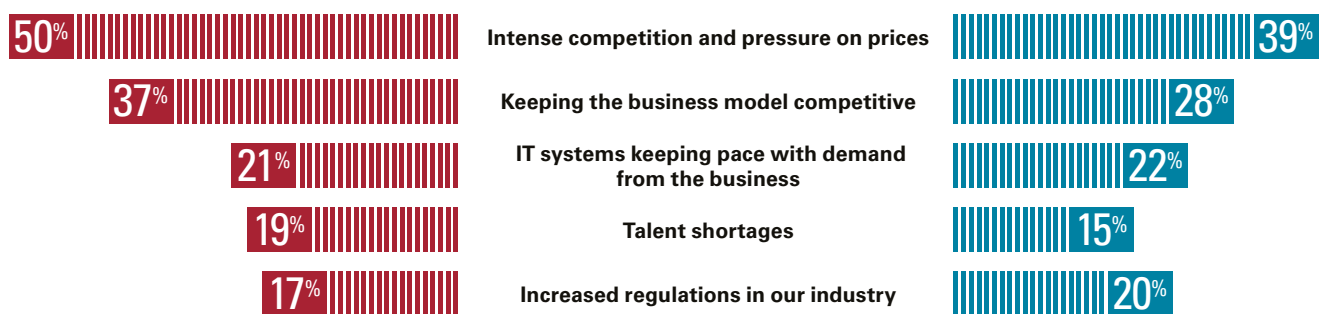 50% Intense competition and pressure on prices 39%
37% Keeping the business model competitive 28%
21% IT systems keeping pace with demand 22%
from the business
19% Talent shortages 15%
17% Increased regulations in our industry 20%